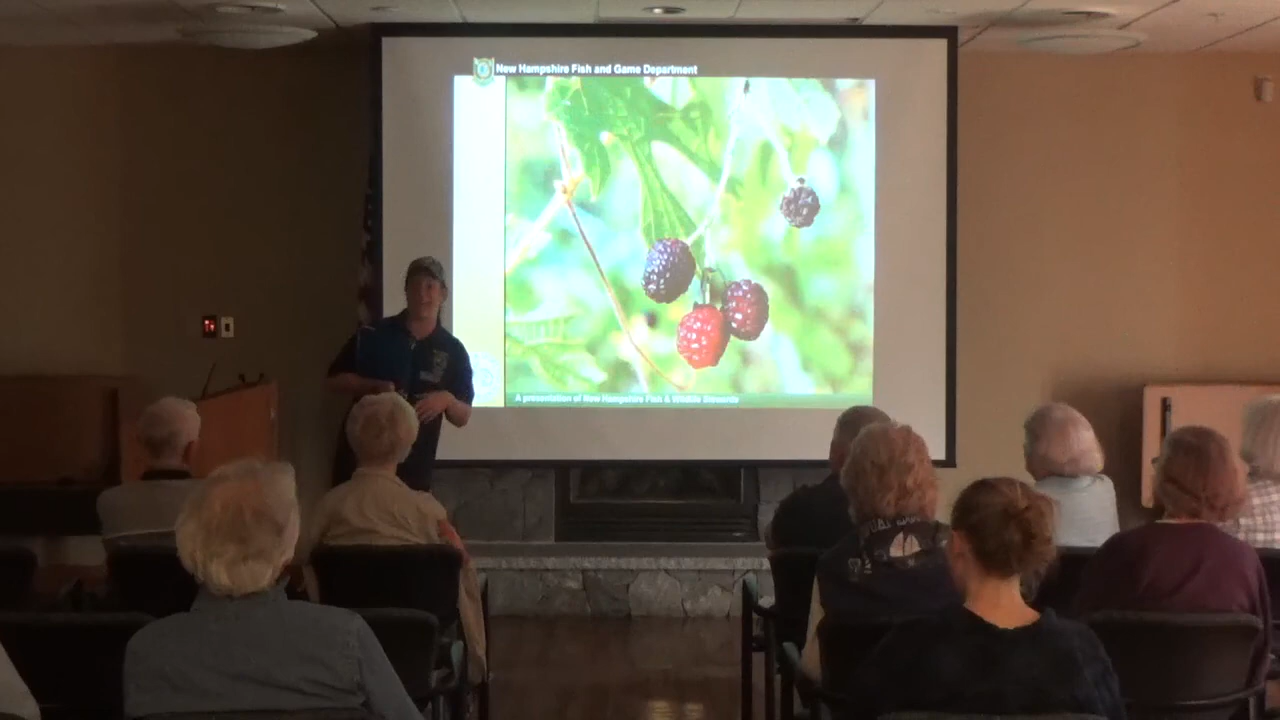 New Hampshire Fish and Game Department
A presentation of New Hampshire Fish & Wildlife Stewards